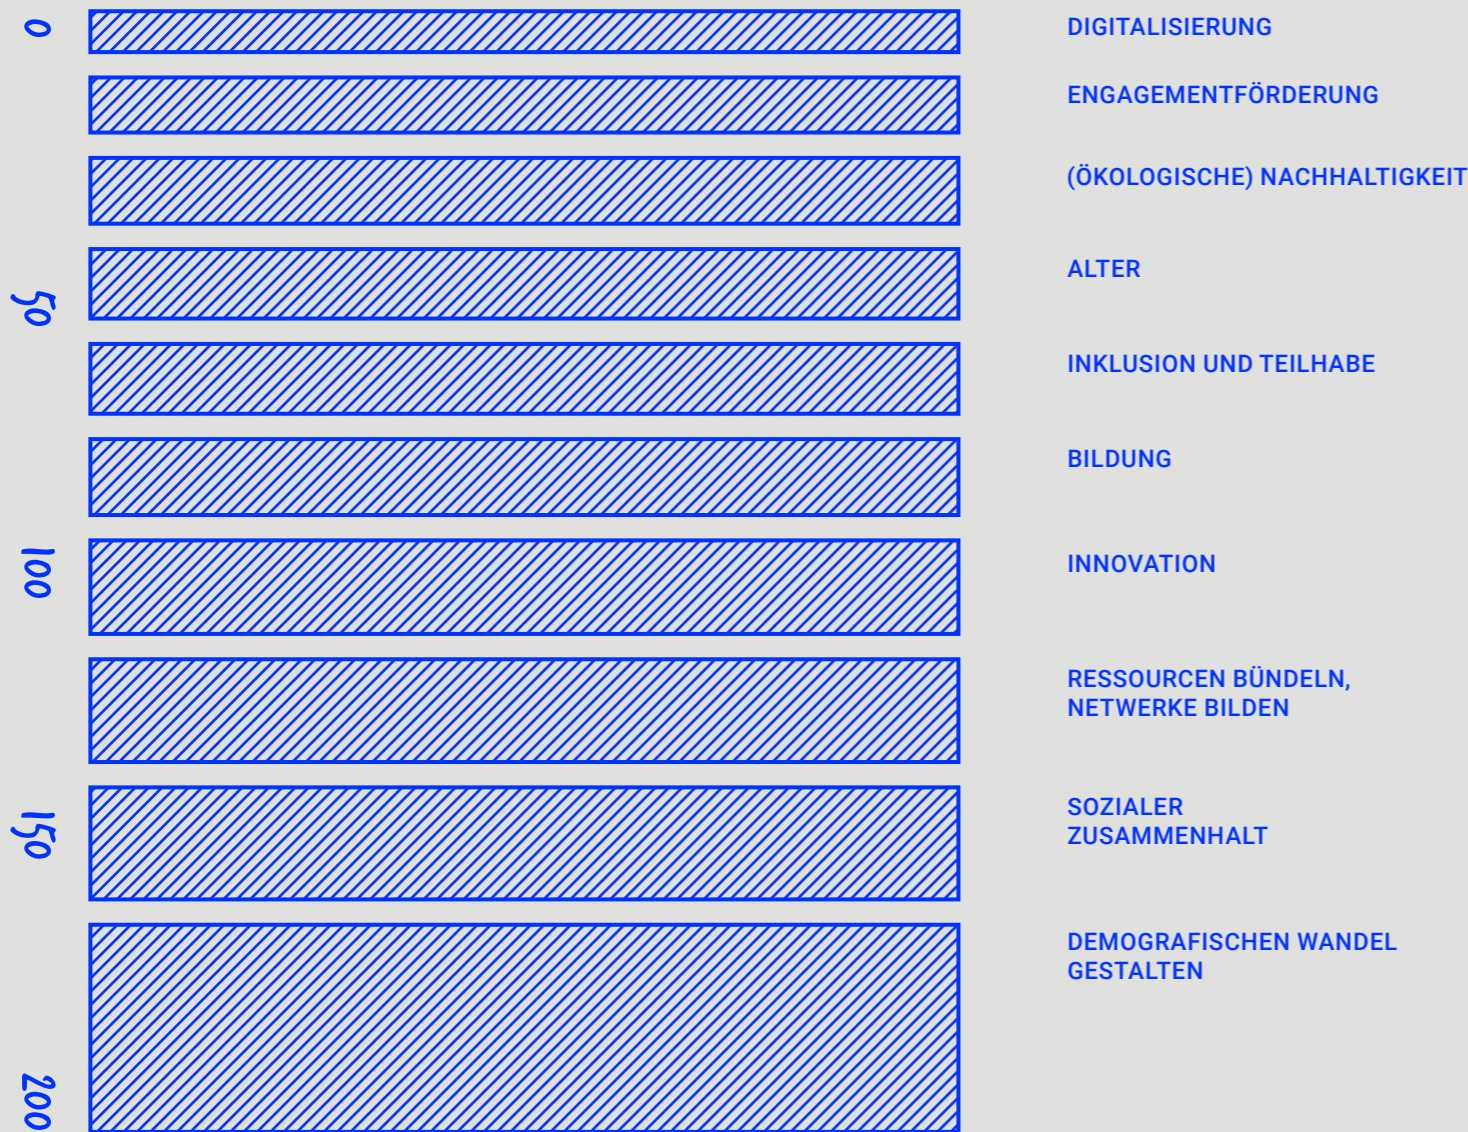 0
DIGITALISIERUNG
ENGAGEMENTFÖRDERUNG
(ÖKOLOGISCHE) NACHHALTIGKEIT
ALTER
50
INKLUSION UND TEILHABE
BILDUNG
100
INNOVATION
RESSOURCEN BÜNDELN,
NETWERKE BILDEN
150
SOZIALER
ZUSAMMENHALT
DEMOGRAFISCHEN WANDEL
GESTALTEN
200